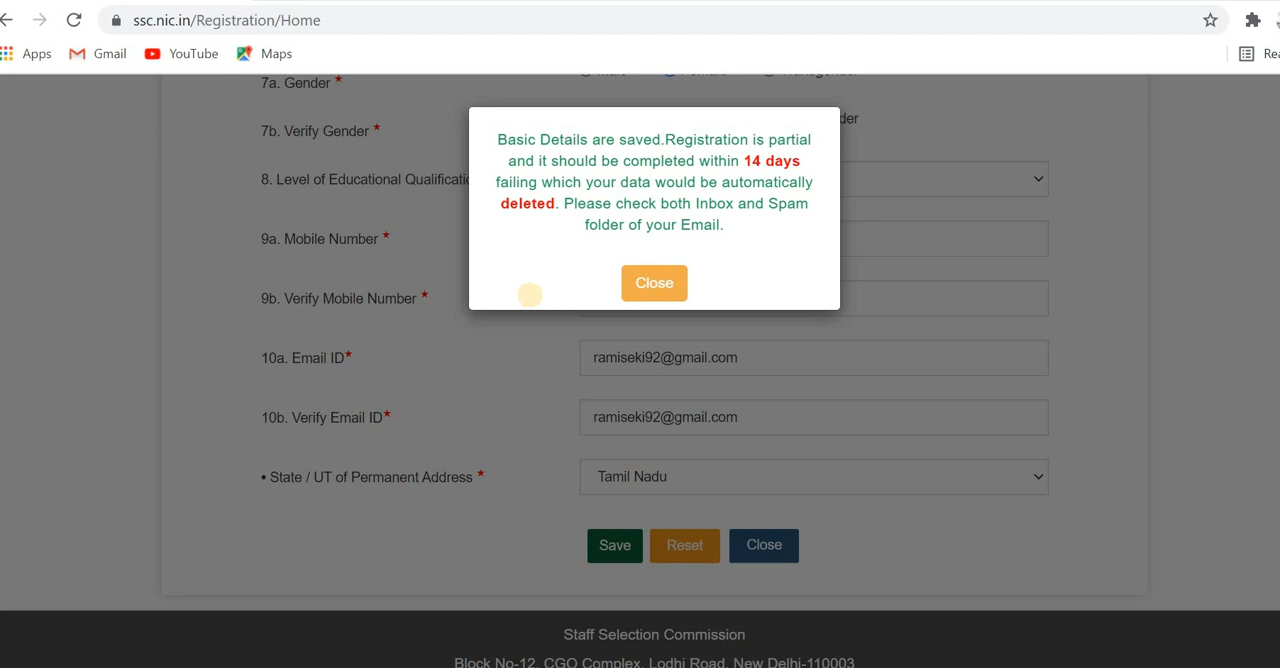 ssc.nic.in/Registration/Home
Apps Gmail YouTube Maps
7a. Gender *
7b. Verify Gender *
Basic Details are saved.Registration is partial
and it should be completed within 14 days
failing which your data would be automatically
deleted. Please check both Inbox and Spam
folder of your Email.
Close
8. Level of Educational
9a. Mobile Number *
9b. Verify Mobile Number *
10a. Email ID*
ramiseki92@gmail.com
10b. Verify Email ID*
ramiseki92@gmail.com
• State / UT of Permanent Address *
Tamil Nadu
Save Reset Close
Staff Selection Commission
Block No-12, CGO Complex, Lodhi Road, New Delhi-110003